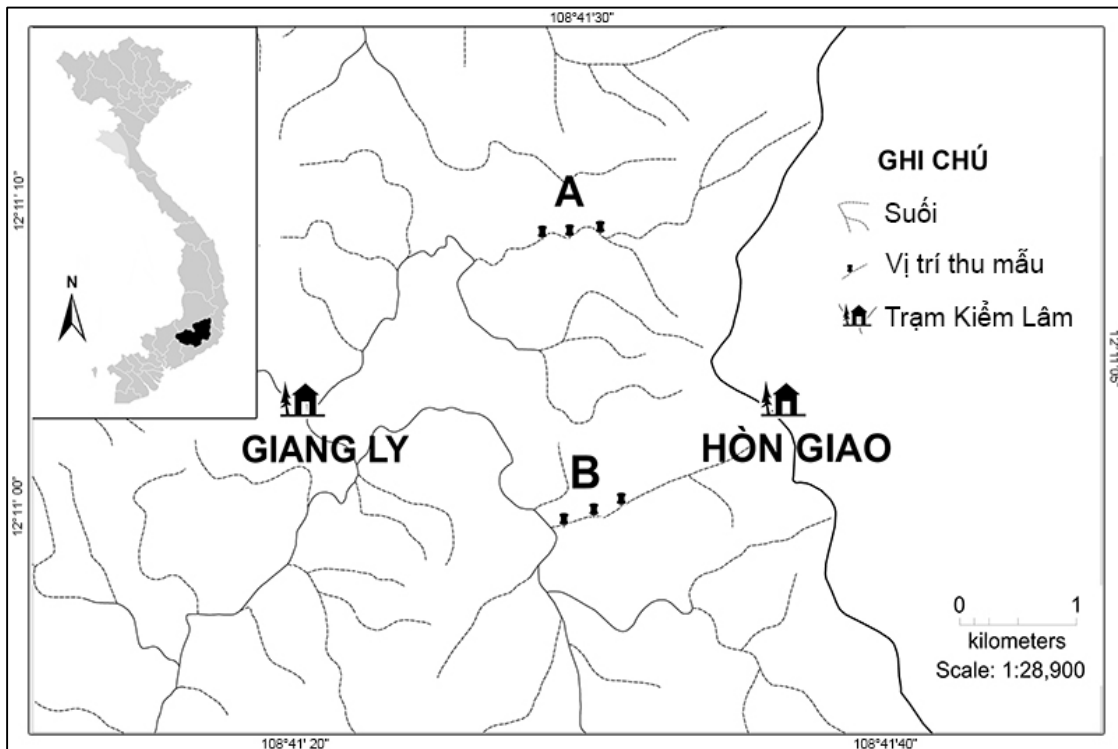 108°41'30"
N
12°11' 10"
A
GHI CHÚ
Suối
Vị trí thu mẫu
Trạm Kiểm Lâm
12°11'05"
GIANG LY
HÒN GIAO
B
12°11' 00"
0 1
kilometers
Scale: 1:28,900
108°41' 20"
108°41'40"